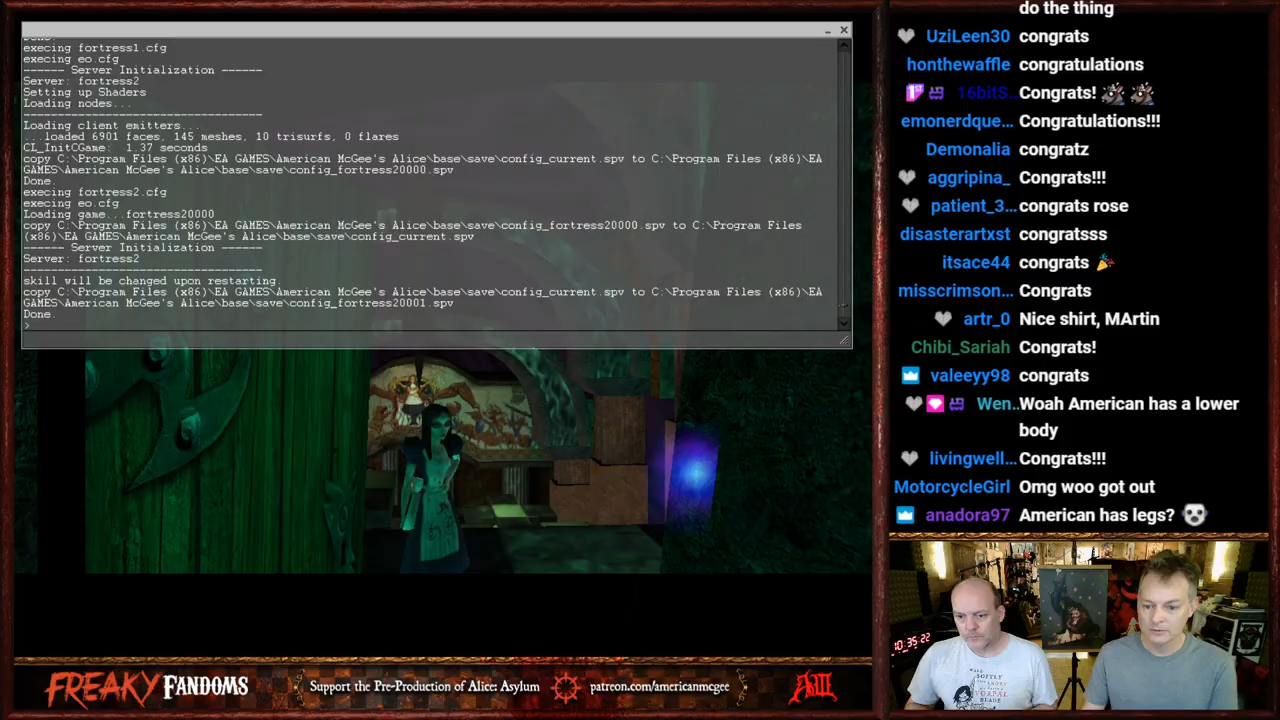 execing fortress1.cfg
execing eo.cfg
------ Server Initialization ------
Server: fortress2
Setting up Shaders
Loading nodes...
-----------------------------------
Loading client emitters...
...loaded 6901 faces, 145 meshes, 10 trisurfs, 0 flares
CL_InitCGame:  1.37 seconds
copy C:\Program Files (x86)\EA GAMES\American McGee's Alice\base\save\config_current.spv to C:\Program Files (x86)\EA
GAMES\American McGee's Alice\base\save\config_fortress20000.spv
Done.
execing fortress2.cfg
execing eo.cfg
Loading game...fortress20000
copy C:\Program Files (x86)\EA GAMES\American McGee's Alice\base\save\config_fortress20000.spv to C:\Program Files
(x86)\EA GAMES\American McGee's Alice\base\save\config_current.spv
------ Server Initialization ------
Server: fortress2
-----------------------------------
skill will be changed upon restarting.
copy C:\Program Files (x86)\EA GAMES\American McGee's Alice\base\save\config_current.spv to C:\Program Files (x86)\EA
GAMES\American McGee's Alice\base\save\config_fortress20001.spv
Done.
>
do the thing
UziLeen30 congrats
honthewaffle congratulations
16bitS... Congrats!
emonerdque... Congratulations!!!
Demonalia congratz
aggripina_ Congrats!!!
patient_3... congrats rose
disasterartxst congratsss
itsace44 congrats 🎉
misscrimson... Congrats
artr_0 Nice shirt, MArtin
Chibi_Sariah Congrats!
valeeyy98 congrats
Wen... Woah American has a lower
body
livingwell... Congrats!!!
MotorcycleGirl Omg woo got out
anadora97 American has legs?
10:35:22
SOFTLY
VORPAL
BLADE
FREAKY FANDOMS
Support the Pre-Production of Alice: Asylum
patreon.com/americanmcgee